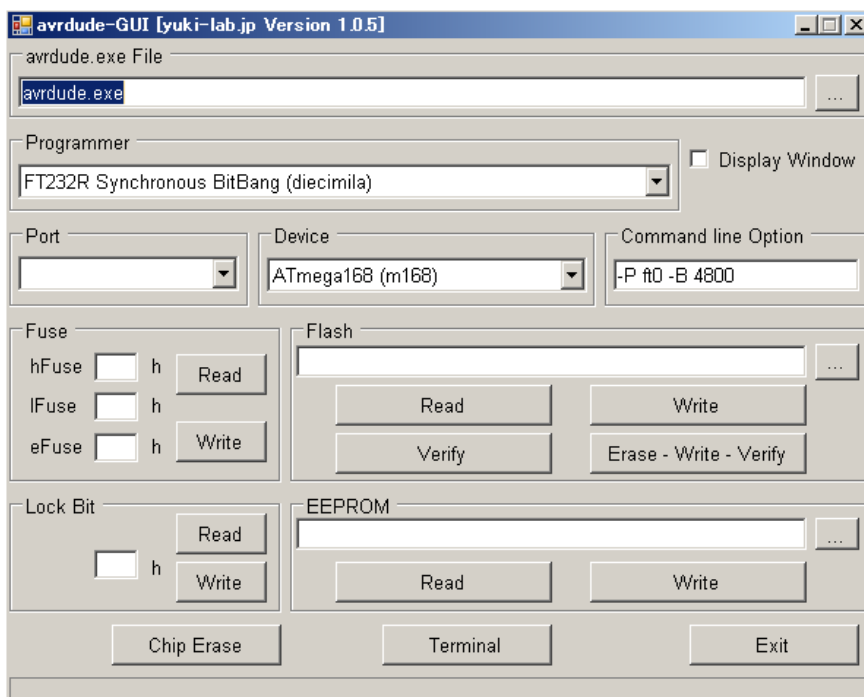 avrdude-GUI [yuki-lab.jp Version 1.0.5]
avrdude.exe File
avrdude.exe
...
Programmer
FT232R Synchronous BitBang (diecimila)
Display Window
Port
Device
ATmega168 (m168)
Command line Option
-P ft0 -B 4800
Fuse
hFuse h
Read
lFuse h
eFuse h
Write
Flash
...
Read
Write
Verify
Erase - Write - Verify
Lock Bit
Read
h
Write
EEPROM
...
Read
Write
Chip Erase
Terminal
Exit